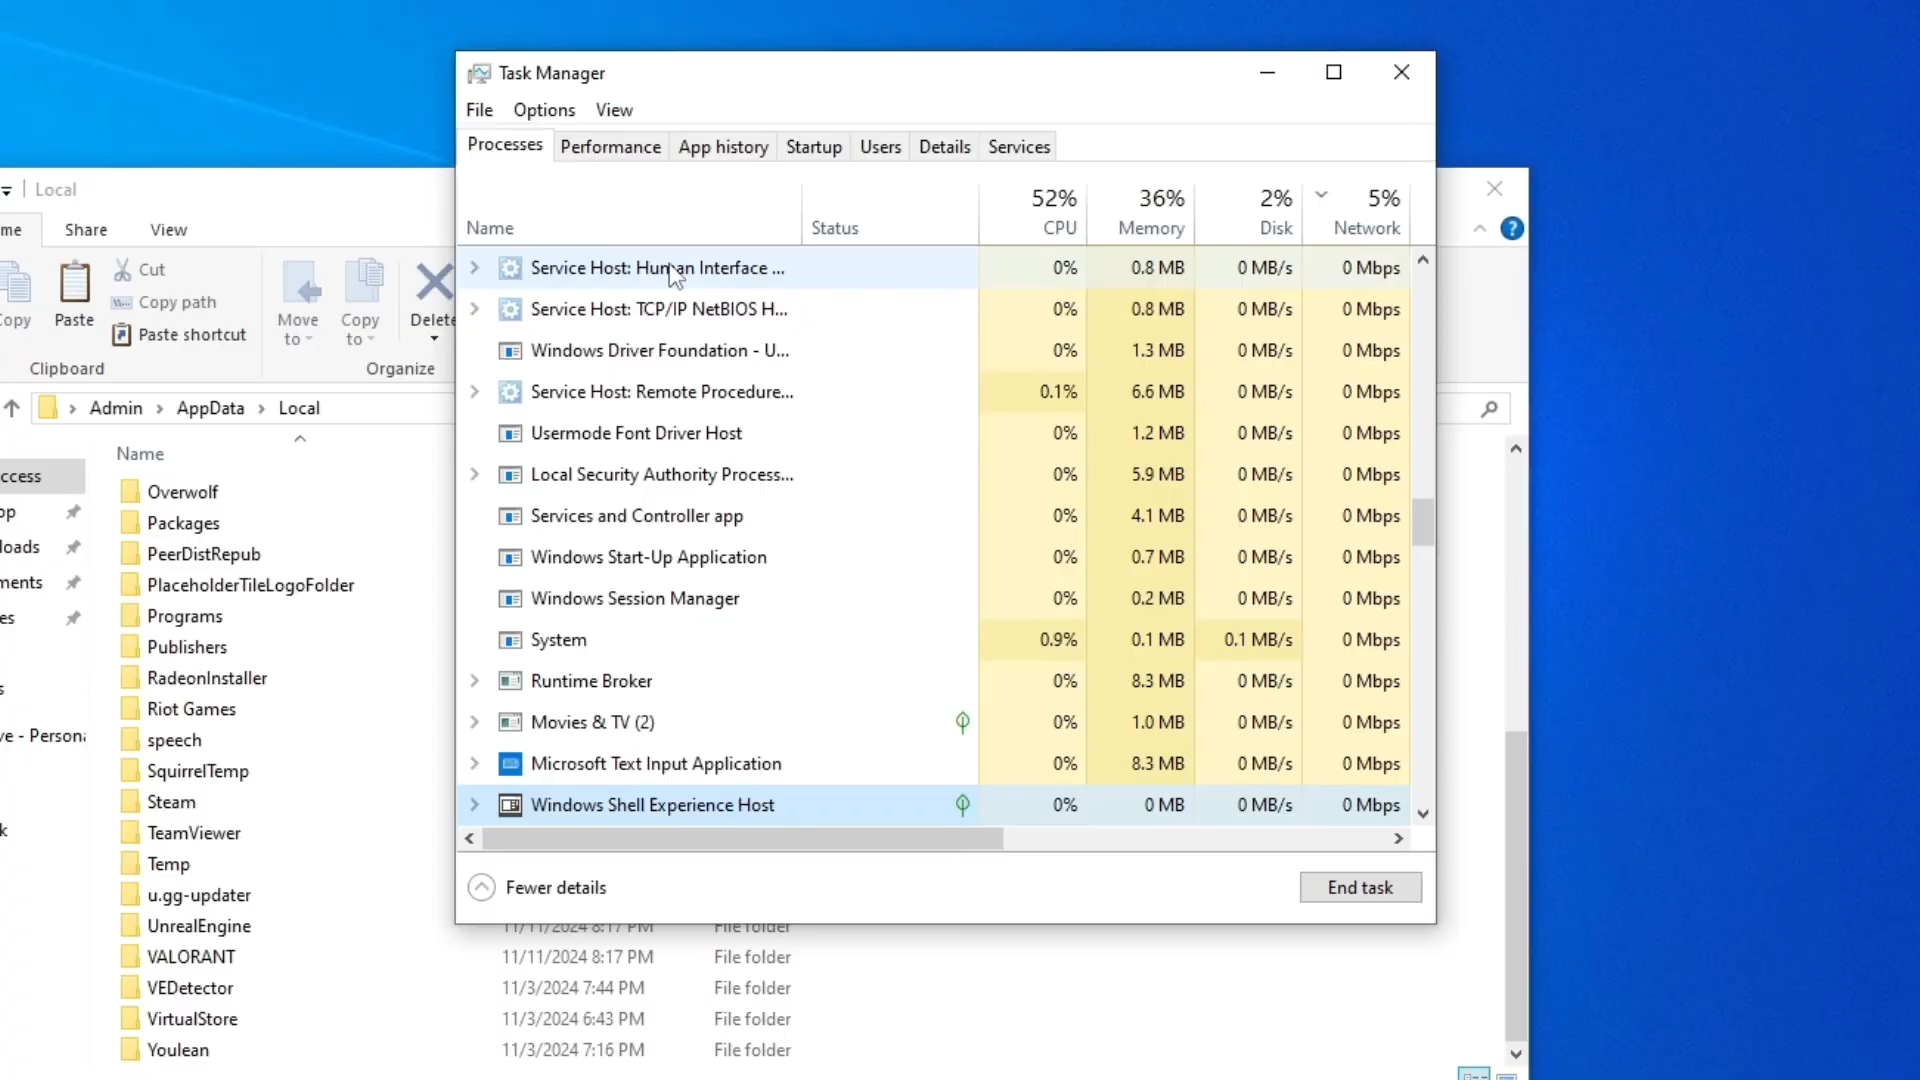 Task Manager
File Options View
Processes Performance App history Startup Users Details Services
52% 36% 2% 5%
Name Status CPU Memory Disk Network
Service Host: Human Interface ... 0% 0.8 MB 0 MB/s 0 Mbps
Service Host: TCP/IP NetBIOS H... 0% 0.8 MB 0 MB/s 0 Mbps
Windows Driver Foundation - U... 0% 1.3 MB 0 MB/s 0 Mbps
Service Host: Remote Procedure... 0.1% 6.6 MB 0 MB/s 0 Mbps
Usermode Font Driver Host 0% 1.2 MB 0 MB/s 0 Mbps
Local Security Authority Process... 0% 5.9 MB 0 MB/s 0 Mbps
Services and Controller app 0% 4.1 MB 0 MB/s 0 Mbps
Windows Start-Up Application 0% 0.7 MB 0 MB/s 0 Mbps
Windows Session Manager 0% 0.2 MB 0 MB/s 0 Mbps
System 0.9% 0.1 MB 0.1 MB/s 0 Mbps
Runtime Broker 0% 8.3 MB 0 MB/s 0 Mbps
Movies & TV (2) 0% 1.0 MB 0 MB/s 0 Mbps
Microsoft Text Input Application 0% 8.3 MB 0 MB/s 0 Mbps
Windows Shell Experience Host 0% 0 MB 0 MB/s 0 Mbps
Fewer details End task
Local
me Share View
opy Paste Cut Move to Copy to Delete
Copy path
Paste shortcut
Clipboard Organize
Admin > AppData > Local
Name
ccess
op
loads
ments
es
s
ve - Persona
k
Overwolf
Packages
PeerDistRepub
PlaceholderTileLogoFolder
Programs
Publishers
RadeonInstaller
Riot Games
speech
SquirrelTemp
Steam
TeamViewer
Temp
u.gg-updater
UnrealEngine 11/11/2024 8:17 PM File folder
VALORANT 11/11/2024 8:17 PM File folder
VEDetector 11/3/2024 7:44 PM File folder
VirtualStore 11/3/2024 6:43 PM File folder
Youlean 11/3/2024 7:16 PM File folder